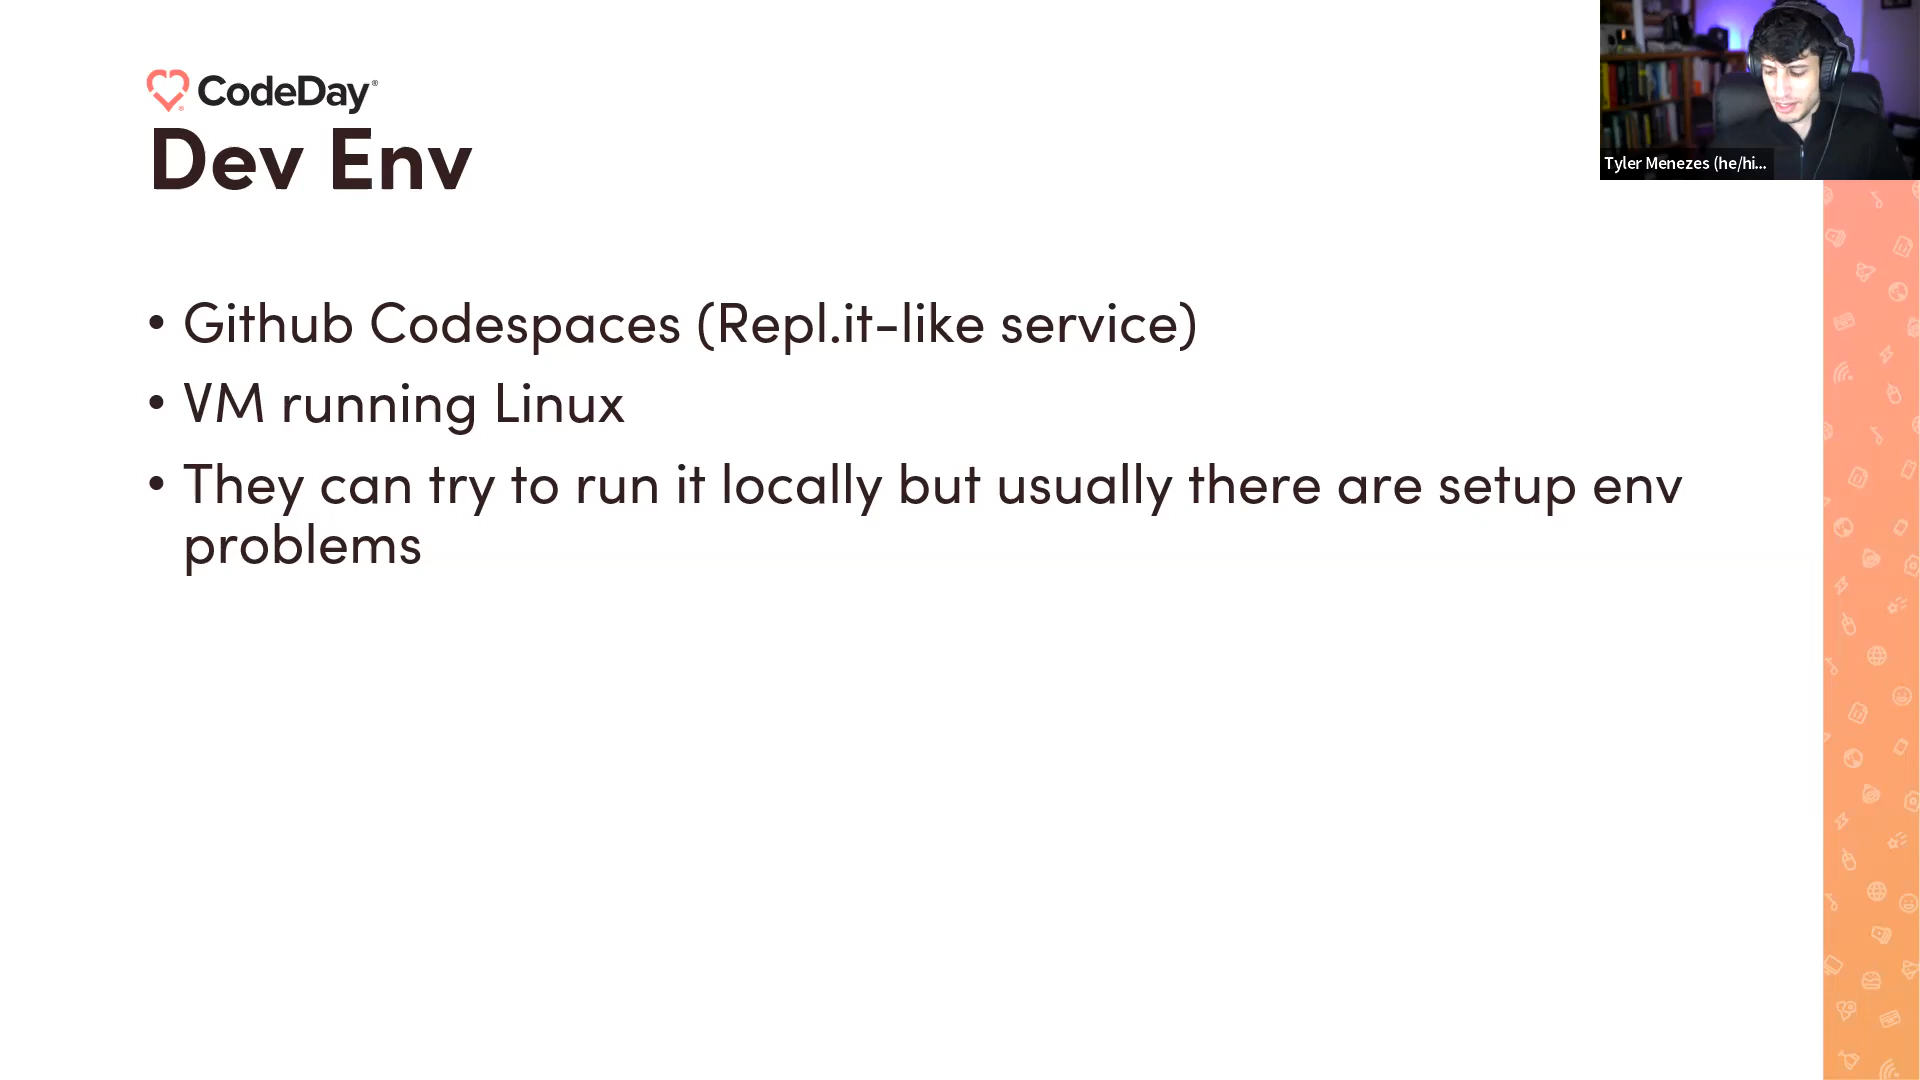 CodeDay®
Dev Env
• Github Codespaces (Repl.it-like service)
• VM running Linux
• They can try to run it locally but usually there are setup env
problems
Tyler Menezes (he/hi...